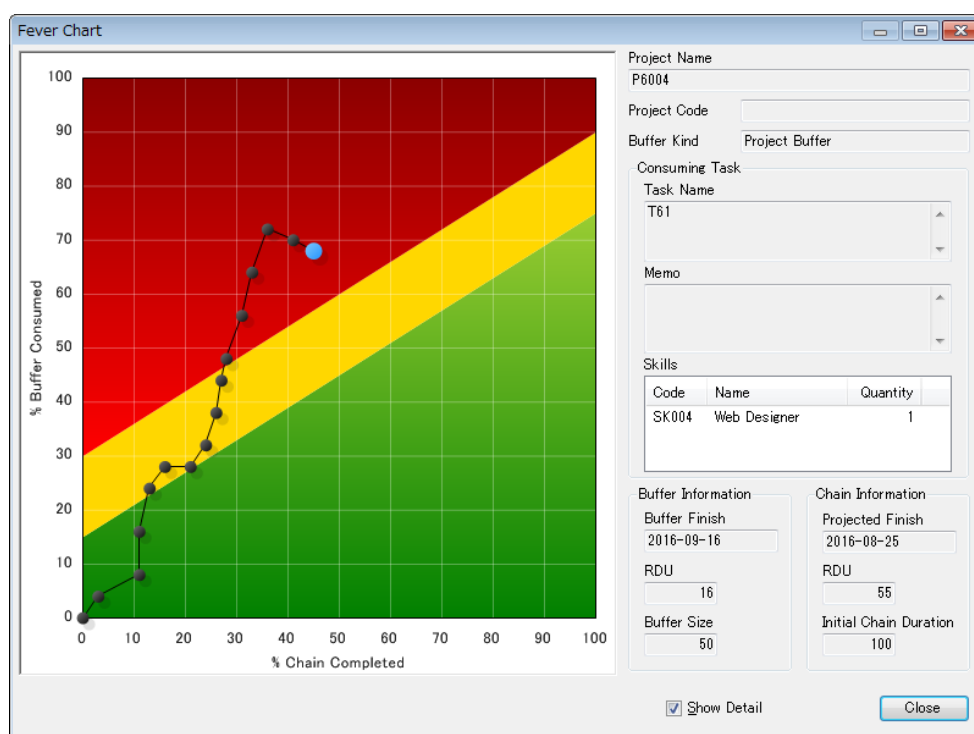 Fever Chart
100
90
80
70
60
50
40
30
20
10
0
% Buffer Consumed
0 10 20 30 40 50 60 70 80 90 100
% Chain Completed
Project Name
P6004
Project Code
Buffer Kind Project Buffer
Consuming Task
Task Name
T61
Memo
Skills
Code Name Quantity
SK004 Web Designer 1
Buffer Information
Buffer Finish
2016-09-16
RDU
16
Buffer Size
50
Chain Information
Projected Finish
2016-08-25
RDU
55
Initial Chain Duration
100
Show Detail
Close